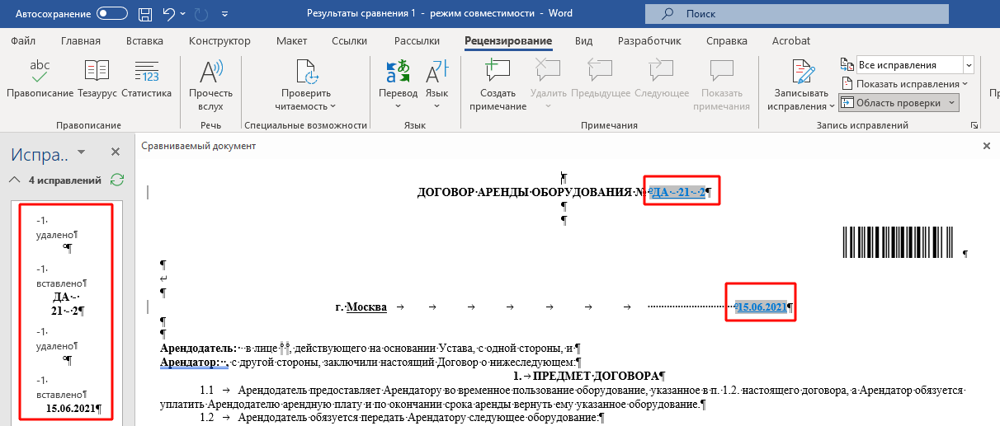 Автосохранение Результаты сравнения 1 - режим совместимости - Word Поиск
Файл Главная Вставка Конструктор Макет Ссылки Рассылки Рецензирование Вид Разработчик Справка Acrobat
Правописание Тезаурус Статистика
Правописание
Прочесть вслух
Речь
Проверить читаемость
Специальные возможности
Перевод Язык
Язык
Создать примечание Удалить Предыдущее Следующее Показать примечания
Примечания
Записывать исправления
Все исправления
Показать исправления
Область проверки
Запись исправлений
Испра..
4 исправлений
-1
удалено¶
°¶
-1
вставлено¶
ДА·-·
21·-·2¶
-1
удалено¶
°¶
-1
вставлено¶
15.06.2021¶
Сравниваемый документ
¶
ДОГОВОР·АРЕНДЫ·ОБОРУДОВАНИЯ·№·°ДА·-·21·-·2¶
¶
¶
¶
¶
↵
¶
г.·Москва → → → → → → °15.06.2021¶
¶
¶
Арендодатель:··в·лице·°·°,·действующего·на·основании·Устава,·с·одной·стороны,·и·¶
Арендатор:··,·с·другой·стороны,·заключили·настоящий·Договор·о·нижеследующем:¶
1.→ПРЕДМЕТ·ДОГОВОРА¶
1.1 → Арендодатель·предоставляет·Арендатору·во·временное·пользование·оборудование,·указанное·в·п.·1.2.·настоящего·договора,·а·Арендатор·обязуется·
уплатить·Арендодателю·арендную·плату·и·по·окончании·срока·аренды·вернуть·ему·указанное·оборудование.¶
1.2 → Арендодатель·обязуется·передать·Арендатору·следующее·оборудование:¶